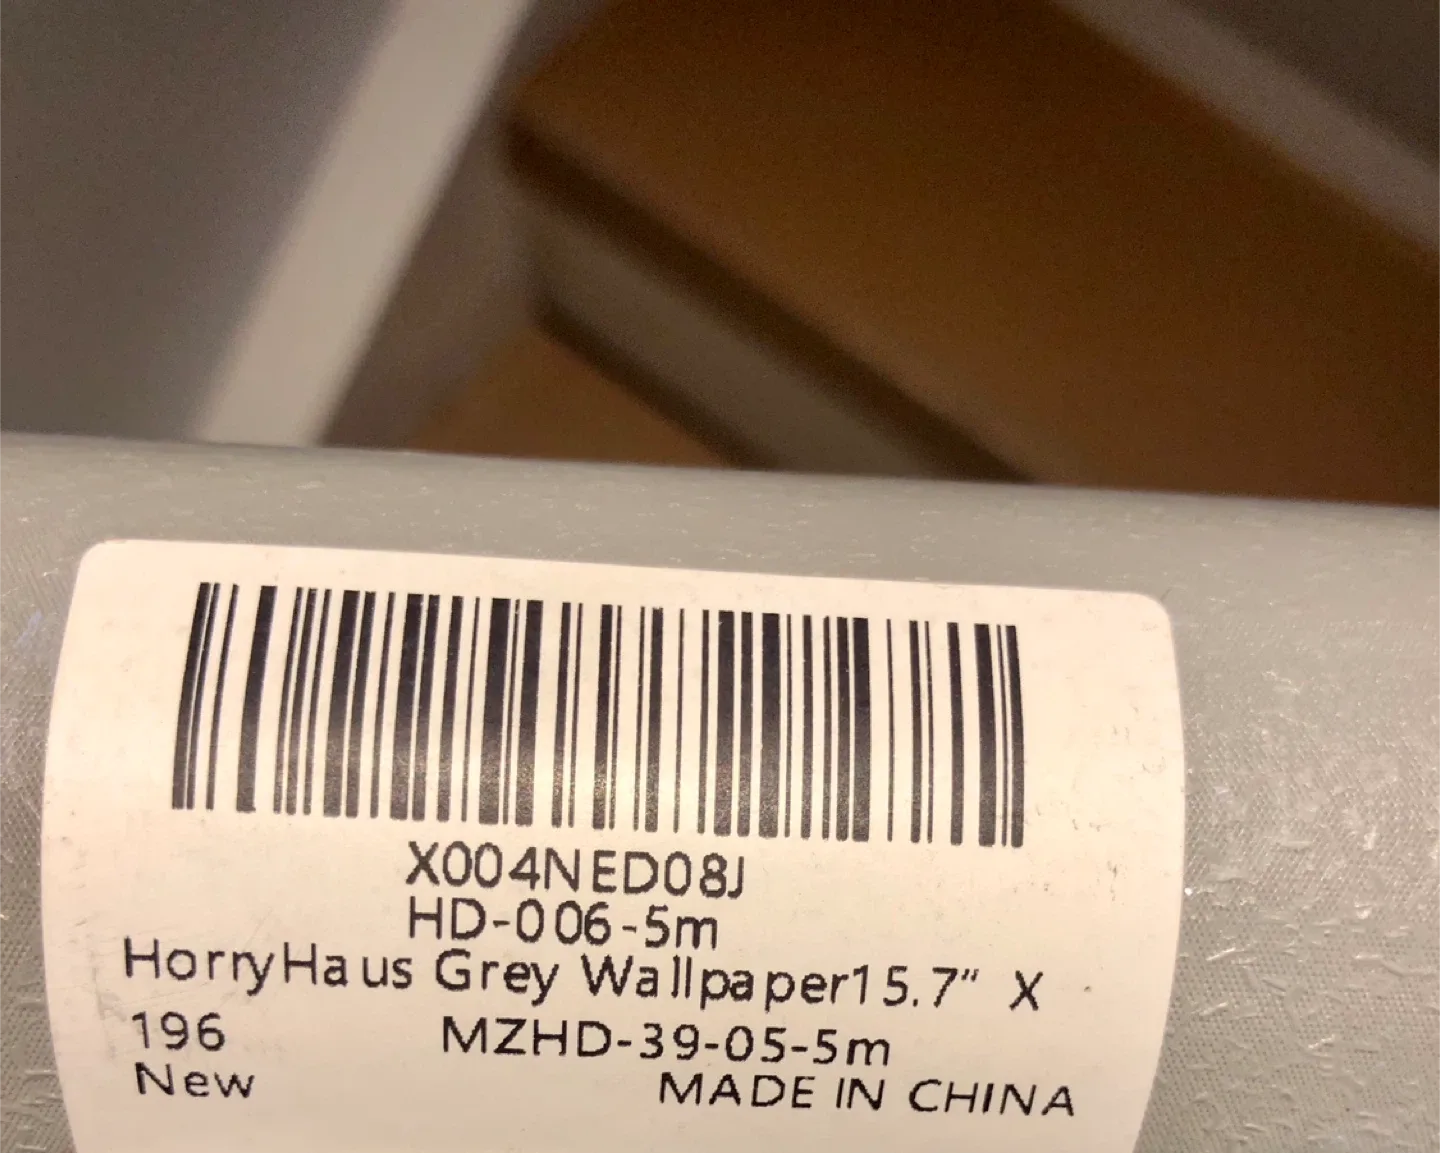 X004NED08J
HD-006-5m
HorryHaus Grey Wallpaper15.7" X
196 MZHD-39-05-5m
New MADE IN CHINA